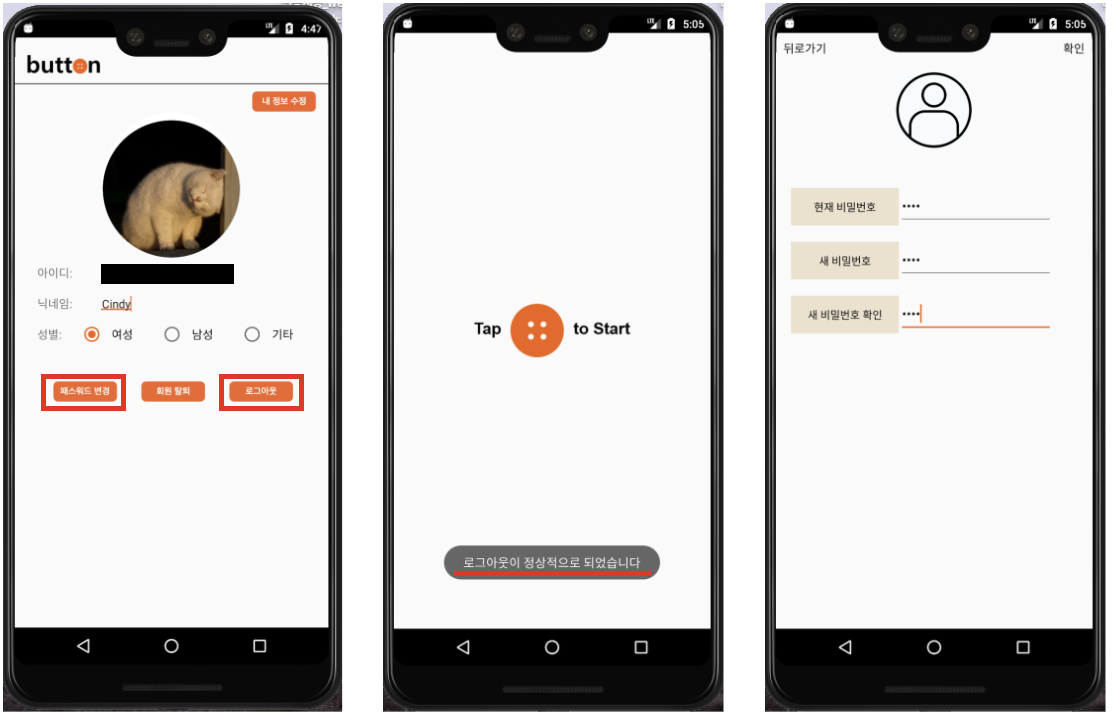 4:47
button
내 정보 수정
아이디:
닉네임: Cindy
성별: 여성 남성 기타
패스워드 변경 회원 탈퇴 로그아웃
5:05
Tap to Start
로그아웃이 정상적으로 되었습니다
5:05
뒤로가기 확인
현재 비밀번호 ••••
새 비밀번호 ••••
새 비밀번호 확인 ••••